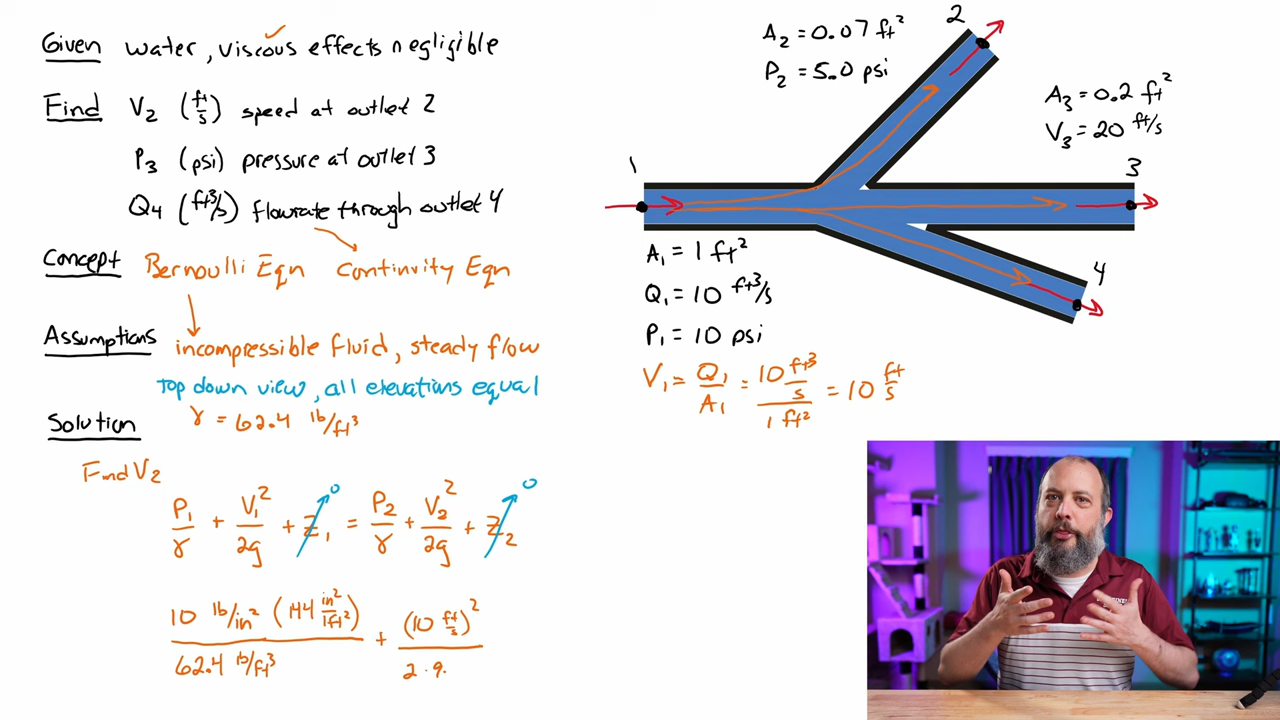 Given water, viscous effects negligible
Find V₂ (ft/s) speed at outlet 2
P₃ (psi) pressure at outlet 3
Q₄ (ft³/s) flowrate through outlet 4
Concept Bernoulli Eqn Continuity Eqn
Assumptions incompressible fluid, steady flow
top down view, all elevations equal
γ = 62.4 lb/ft³
Solution
Find V₂
P₁/γ + V₁²/2g + Z₁ = P₂/γ + V₂²/2g + Z₂
0
0
10 lb/in² (144 in²/1ft²) / 62.4 lb/ft³ + (10 ft/s)² / 2·9.
2
A₂ = 0.07 ft²
P₂ = 5.0 psi
A₃ = 0.2 ft²
V₃ = 20 ft/s
1
3
4
A₁ = 1 ft²
Q₁ = 10 ft³/s
P₁ = 10 psi
V₁ = Q₁/A₁ = 10 ft³/s / 1 ft² = 10 ft/s